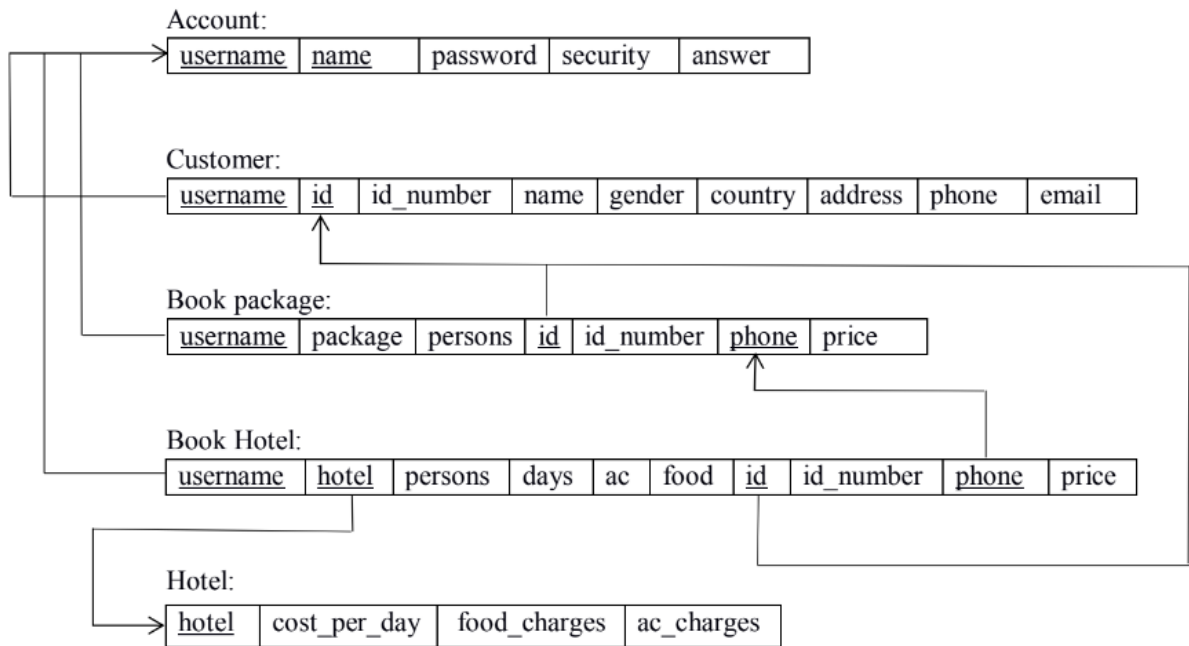 Account:
username name password security answer
Customer:
username id id_number name gender country address phone email
Book package:
username package persons id id_number phone price
Book Hotel:
username hotel persons days ac food id id_number phone price
Hotel:
hotel cost_per_day food_charges ac_charges